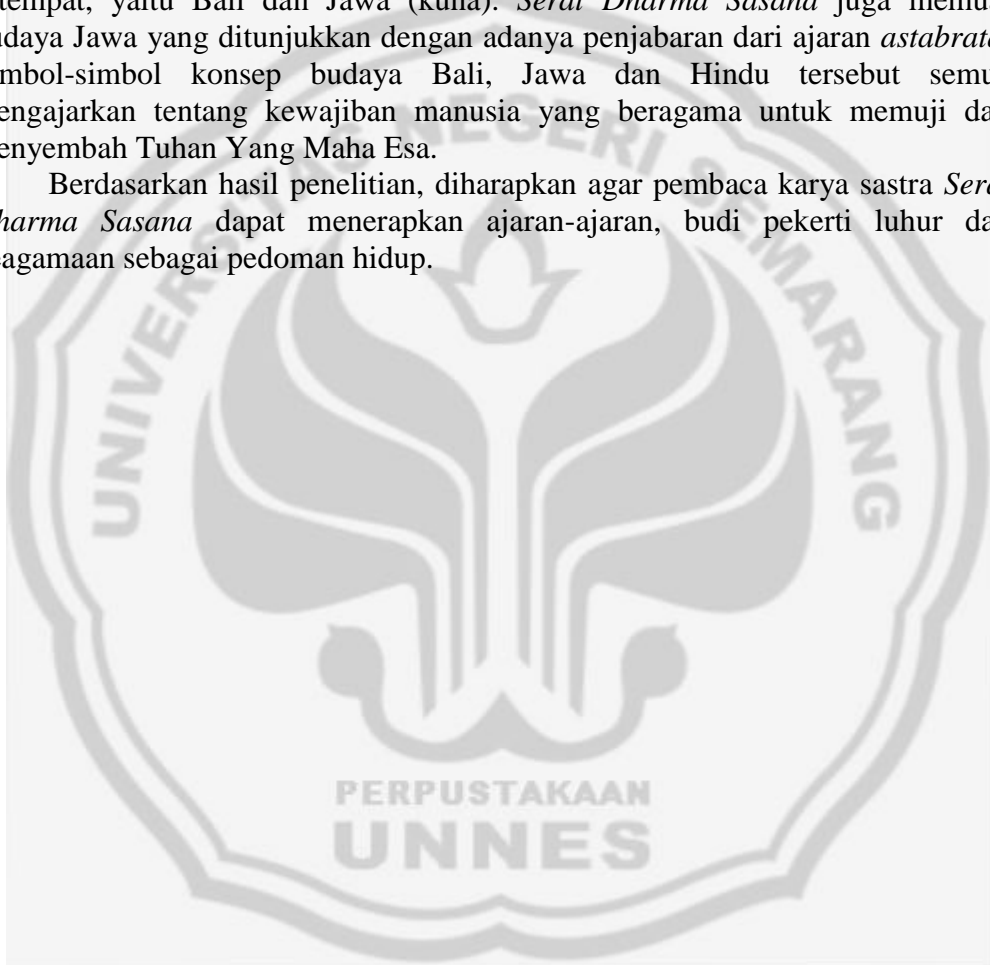 tempat, yaitu Bali dan Jawa (kuna). Serat Dharma Sasana juga memua
udaya Jawa yang ditunjukkan dengan adanya penjabaran dari ajaran astabrata
mbol-simbol konsep budaya Bali, Jawa dan Hindu tersebut semu
engajarkan tentang kewajiban manusia yang beragama untuk memuji da
enyembah Tuhan Yang Maha Esa.
Berdasarkan hasil penelitian, diharapkan agar pembaca karya sastra Sera
harma Sasana dapat menerapkan ajaran-ajaran, budi pekerti luhur da
eagamaan sebagai pedoman hidup.
UNIVERSITAS NEGERI SEMARANG
PERPUSTAKAAN
UNNES